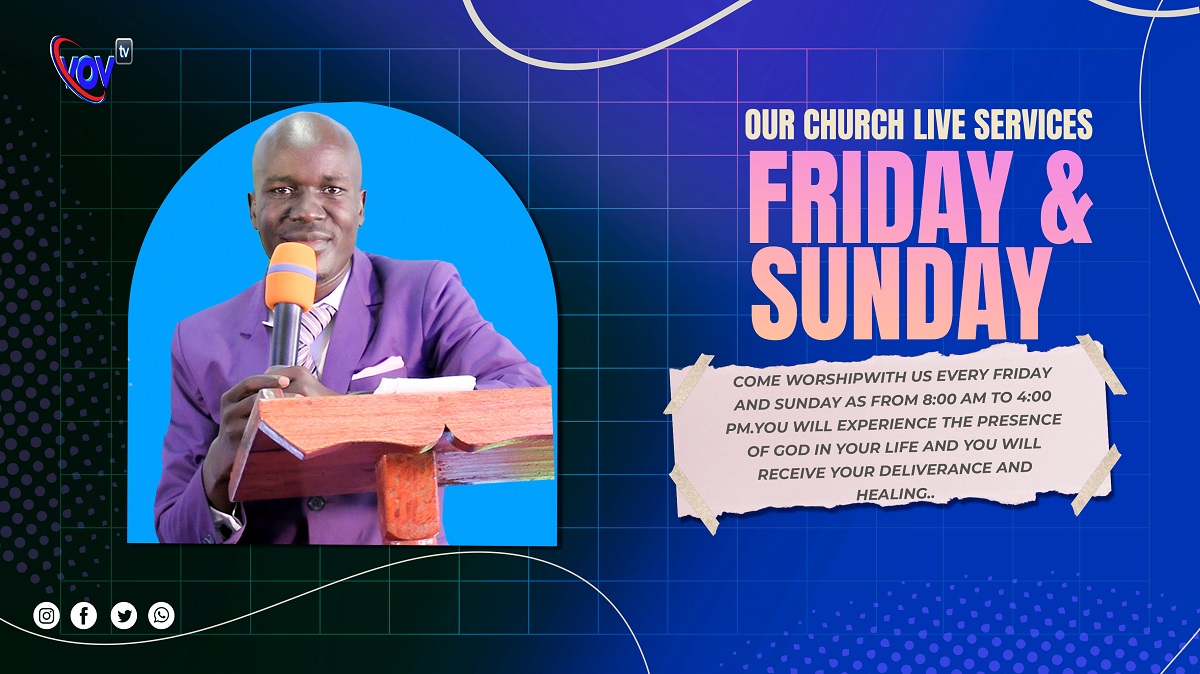 VOV tv
OUR CHURCH LIVE SERVICES
FRIDAY &
SUNDAY
COME WORSHIPWITH US EVERY FRIDAY
AND SUNDAY AS FROM 8:00 AM TO 4:00
PM.YOU WILL EXPERIENCE THE PRESENCE
OF GOD IN YOUR LIFE AND YOU WILL
RECEIVE YOUR DELIVERANCE AND
HEALING..